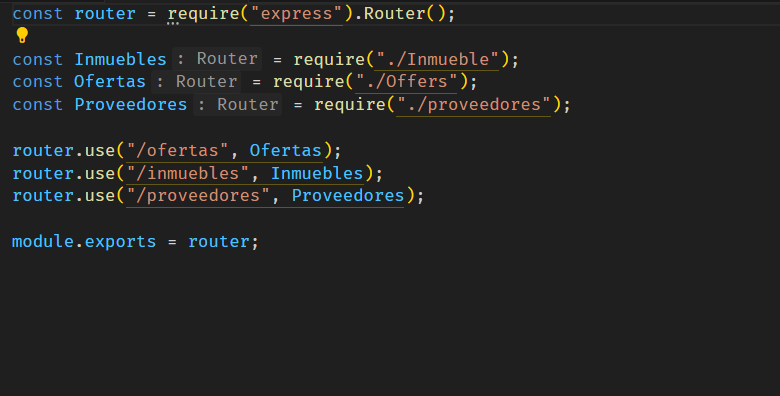 const router = require("express").Router();
const Inmuebles: Router = require("./Inmueble");
const Ofertas: Router = require("./Offers");
const Proveedores: Router = require("./proveedores");
router.use("/ofertas", Ofertas);
router.use("/inmuebles", Inmuebles);
router.use("/proveedores", Proveedores);
module.exports = router;